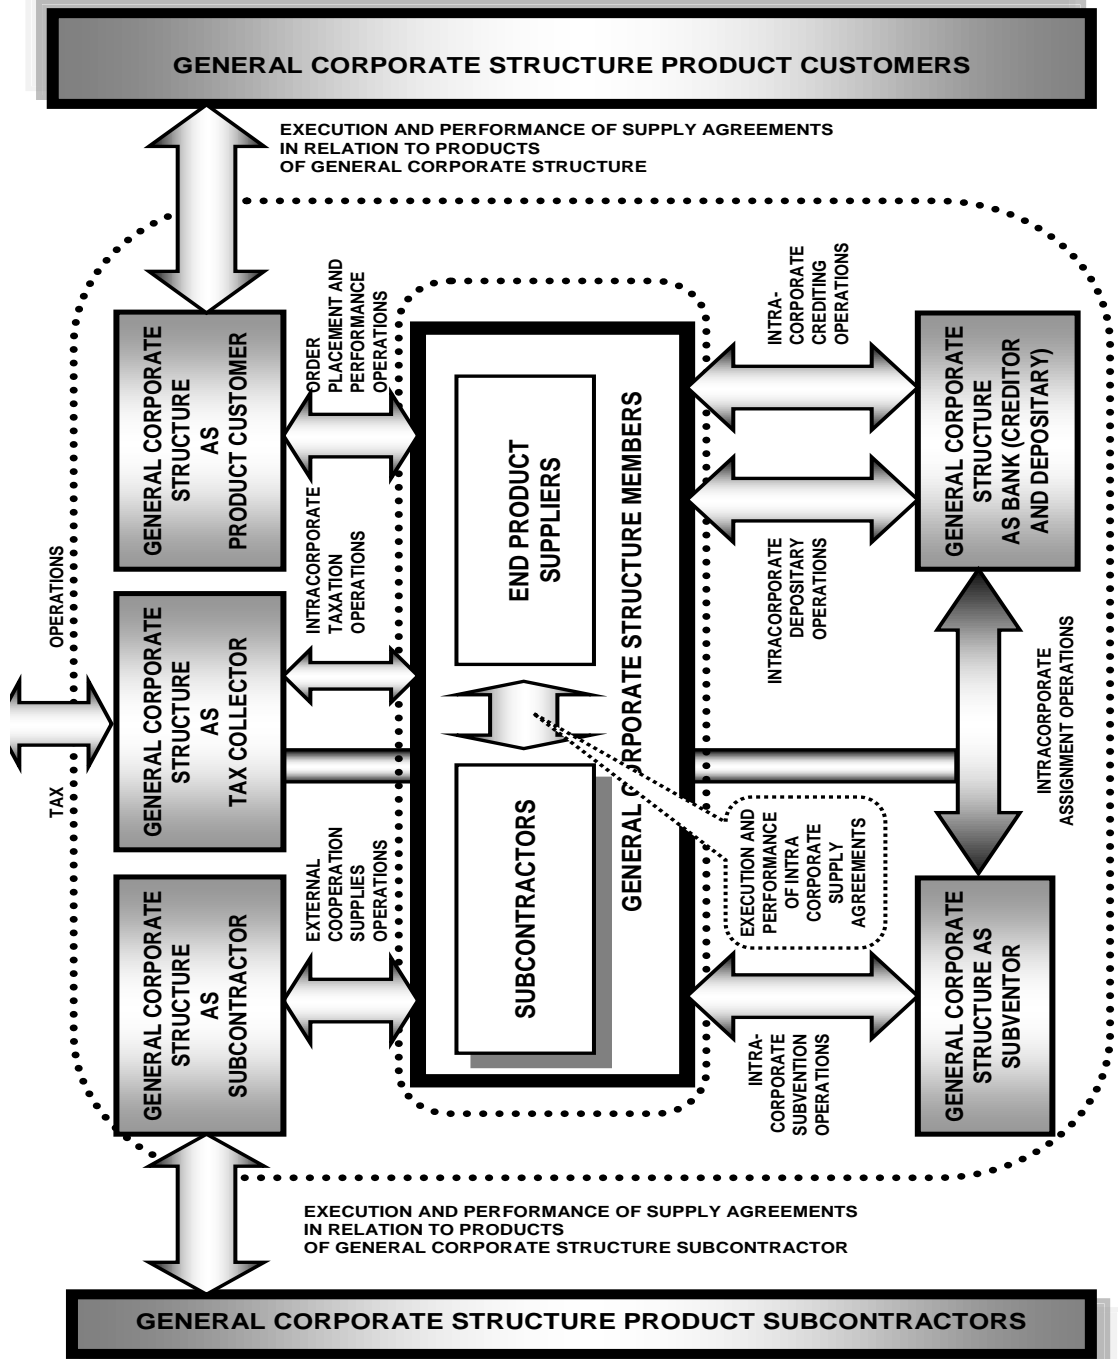 GENERAL CORPORATE STRUCTURE PRODUCT CUSTOMERS
EXECUTION AND PERFORMANCE OF SUPPLY AGREEMENTS
IN RELATION TO PRODUCTS
OF GENERAL CORPORATE STRUCTURE
GENERAL CORPORATE
STRUCTURE
AS
PRODUCT CUSTOMER
ORDER
PLACEMENT AND
PERFORMANCE
OPERATIONS
INTRA-
CORPORATE
CREDITING
OPERATIONS
GENERAL CORPORATE
STRUCTURE
AS BANK (CREDITOR
AND DEPOSITARY)
END PRODUCT
SUPPLIERS
GENERAL CORPORATE STRUCTURE MEMBERS
TAX
OPERATIONS
GENERAL CORPORATE
STRUCTURE
AS
TAX COLLECTOR
INTRACORPORATE
TAXATION
OPERATIONS
INTRACORPORATE
DEPOSITARY
OPERATIONS
INTRACORPORATE
ASSIGNMENT OPERATIONS
SUBCONTRACTORS
EXECUTION AND
PERFORMANCE
OF INTRA
CORPORATE
SUPPLY
AGREEMENTS
GENERAL CORPORATE
STRUCTURE
AS
SUBCONTRACTOR
EXTERNAL
COOPERATION
SUPPLIES
OPERATIONS
INTRA-
CORPORATE
SUBVENTION
OPERATIONS
GENERAL CORPORATE
STRUCTURE AS
SUBVENTOR
EXECUTION AND PERFORMANCE OF SUPPLY AGREEMENTS
IN RELATION TO PRODUCTS
OF GENERAL CORPORATE STRUCTURE SUBCONTRACTOR
GENERAL CORPORATE STRUCTURE PRODUCT SUBCONTRACTORS